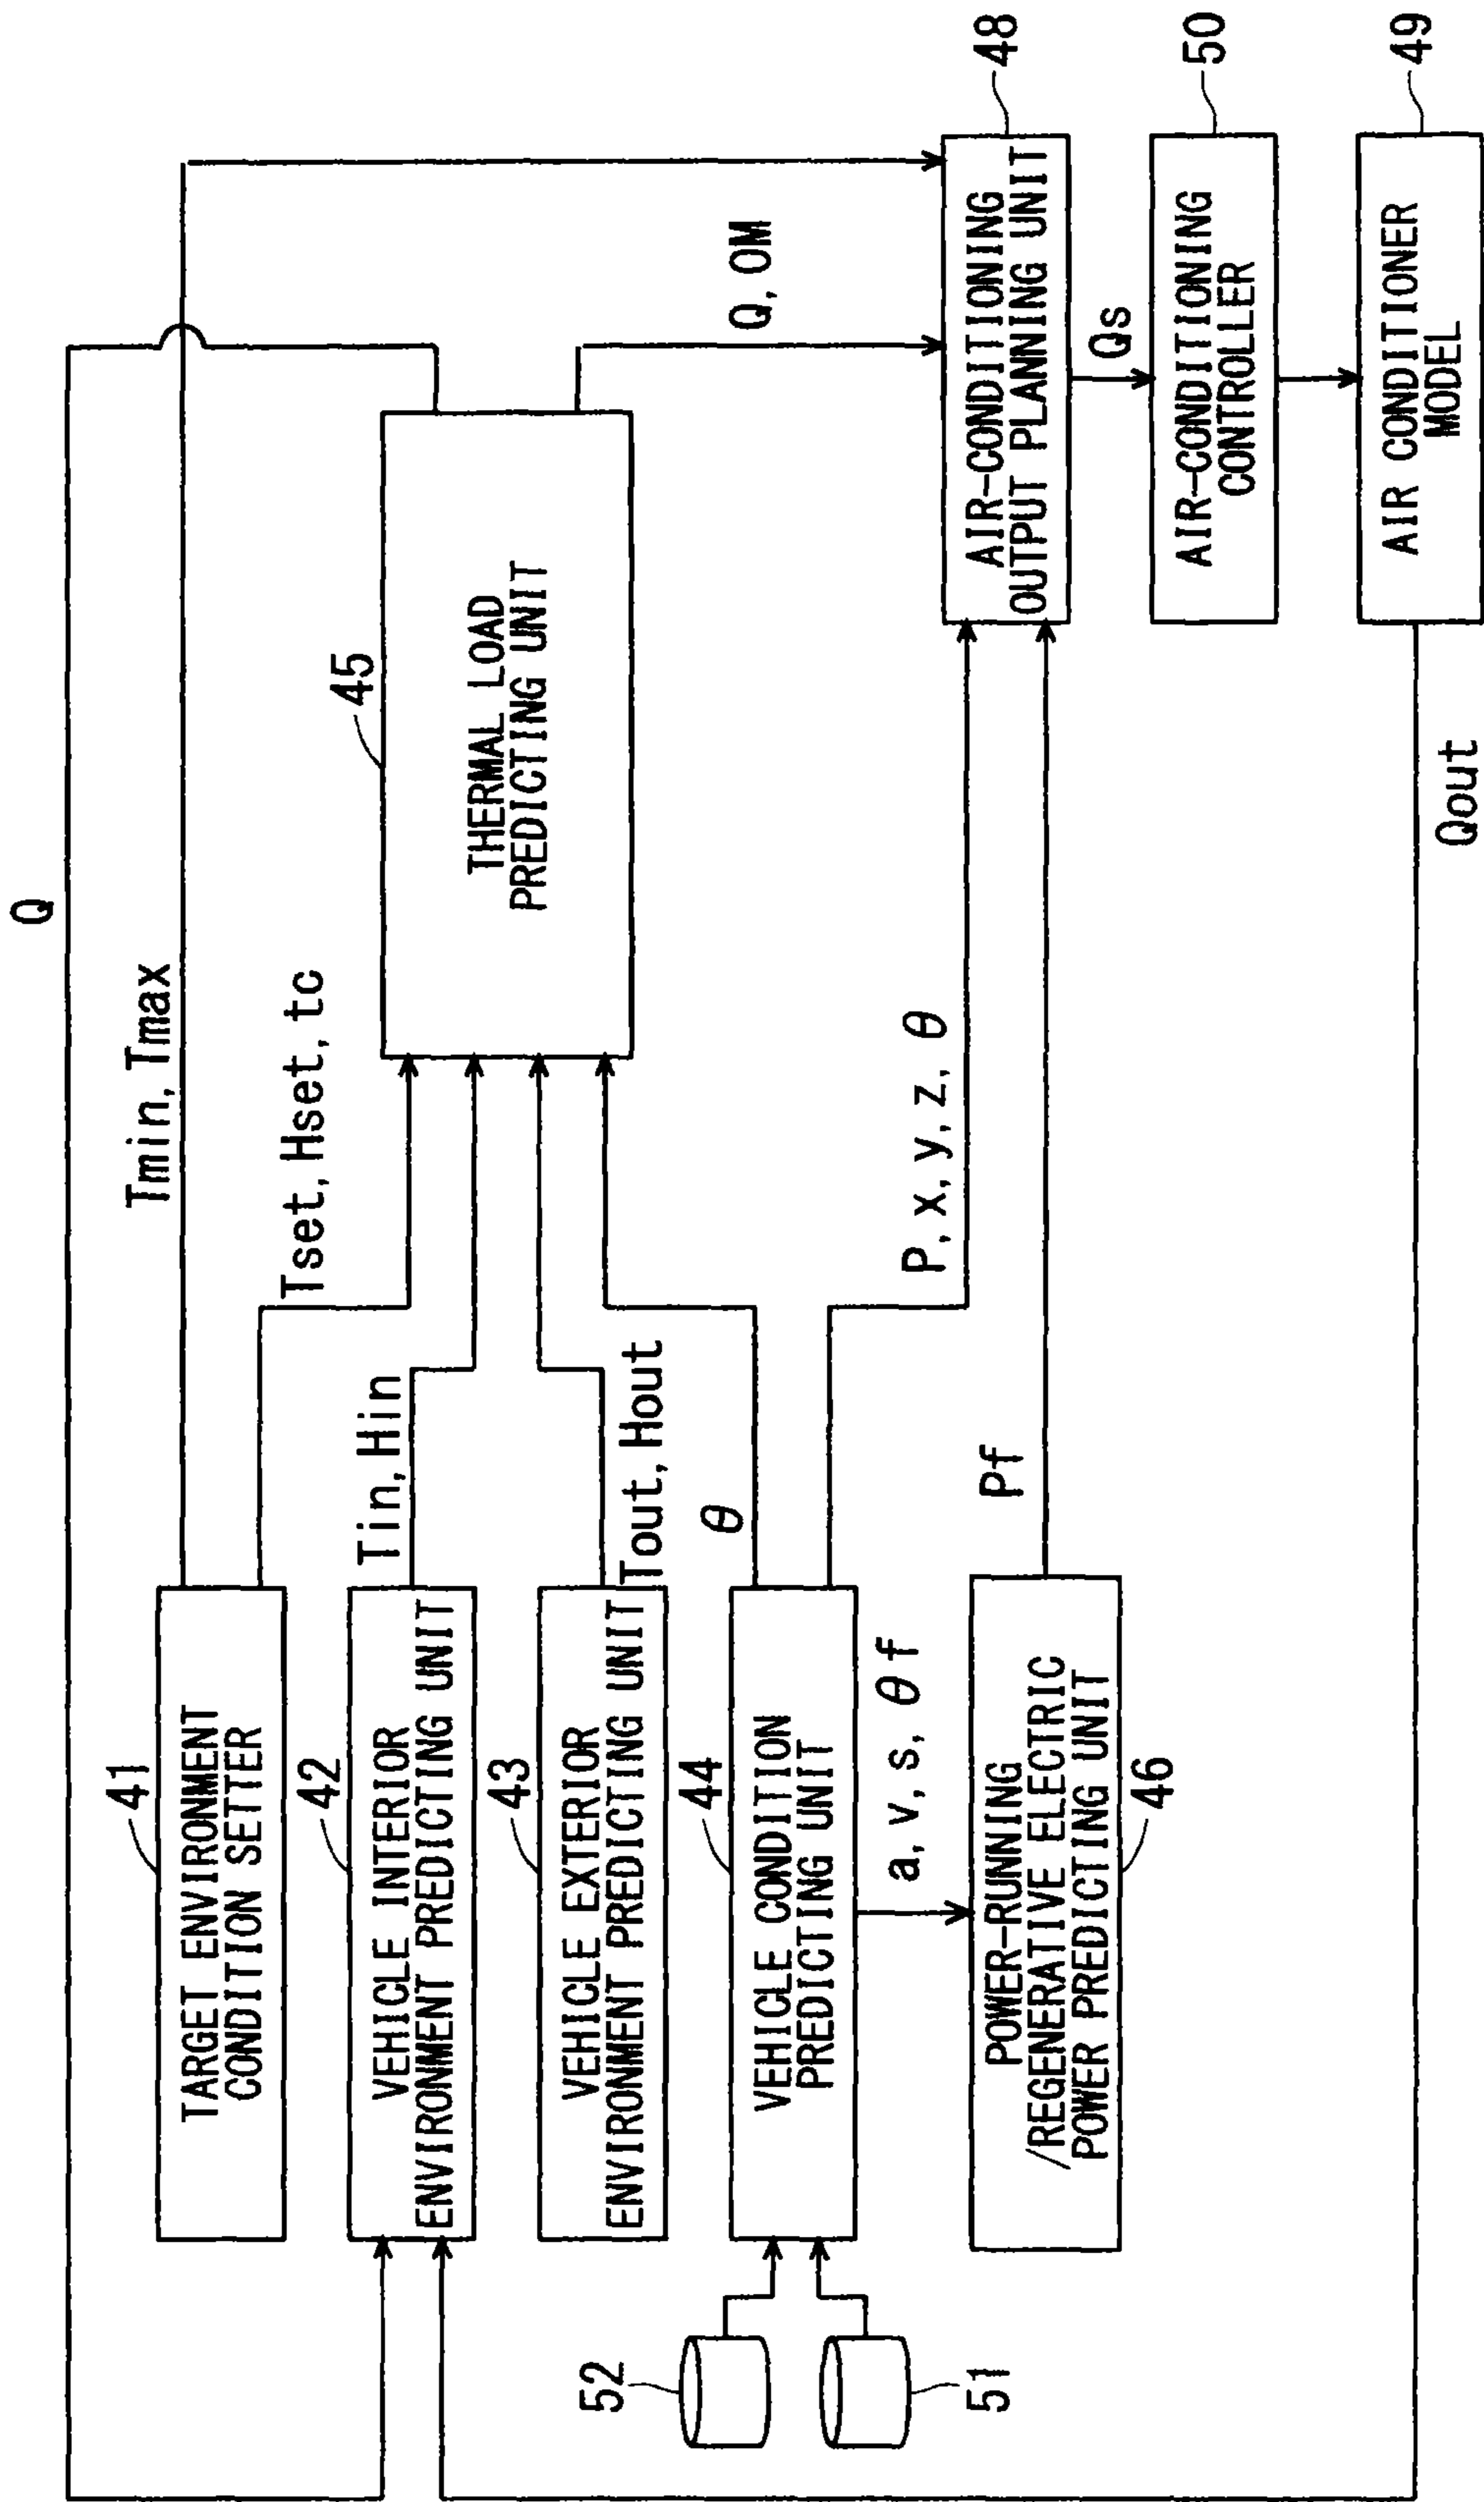 Q
Tmin, Tmax
41
TARGET ENVIRONMENT
CONDITION SETTER
Tset, Hset, tc
42
VEHICLE INTERIOR
ENVIRONMENT PREDICTING UNIT
Tin, Hin
43
VEHICLE EXTERIOR
ENVIRONMENT PREDICTING UNIT
Tout, Hout
45
THERMAL LOAD
PREDICTING UNIT
Q, OM
44
VEHICLE CONDITION
PREDICTING UNIT
θ
P, x, y, z, θ
52
51
a, v, s, θf
POWER-RUNNING
/REGENERATIVE ELECTRIC
POWER PREDICTING UNIT
46
Pf
AIR-CONDITIONING
OUTPUT PLANNING UNIT
48
Qs
AIR-CONDITIONING
CONTROLLER
50
AIR CONDITIONER
MODEL
49
Qout